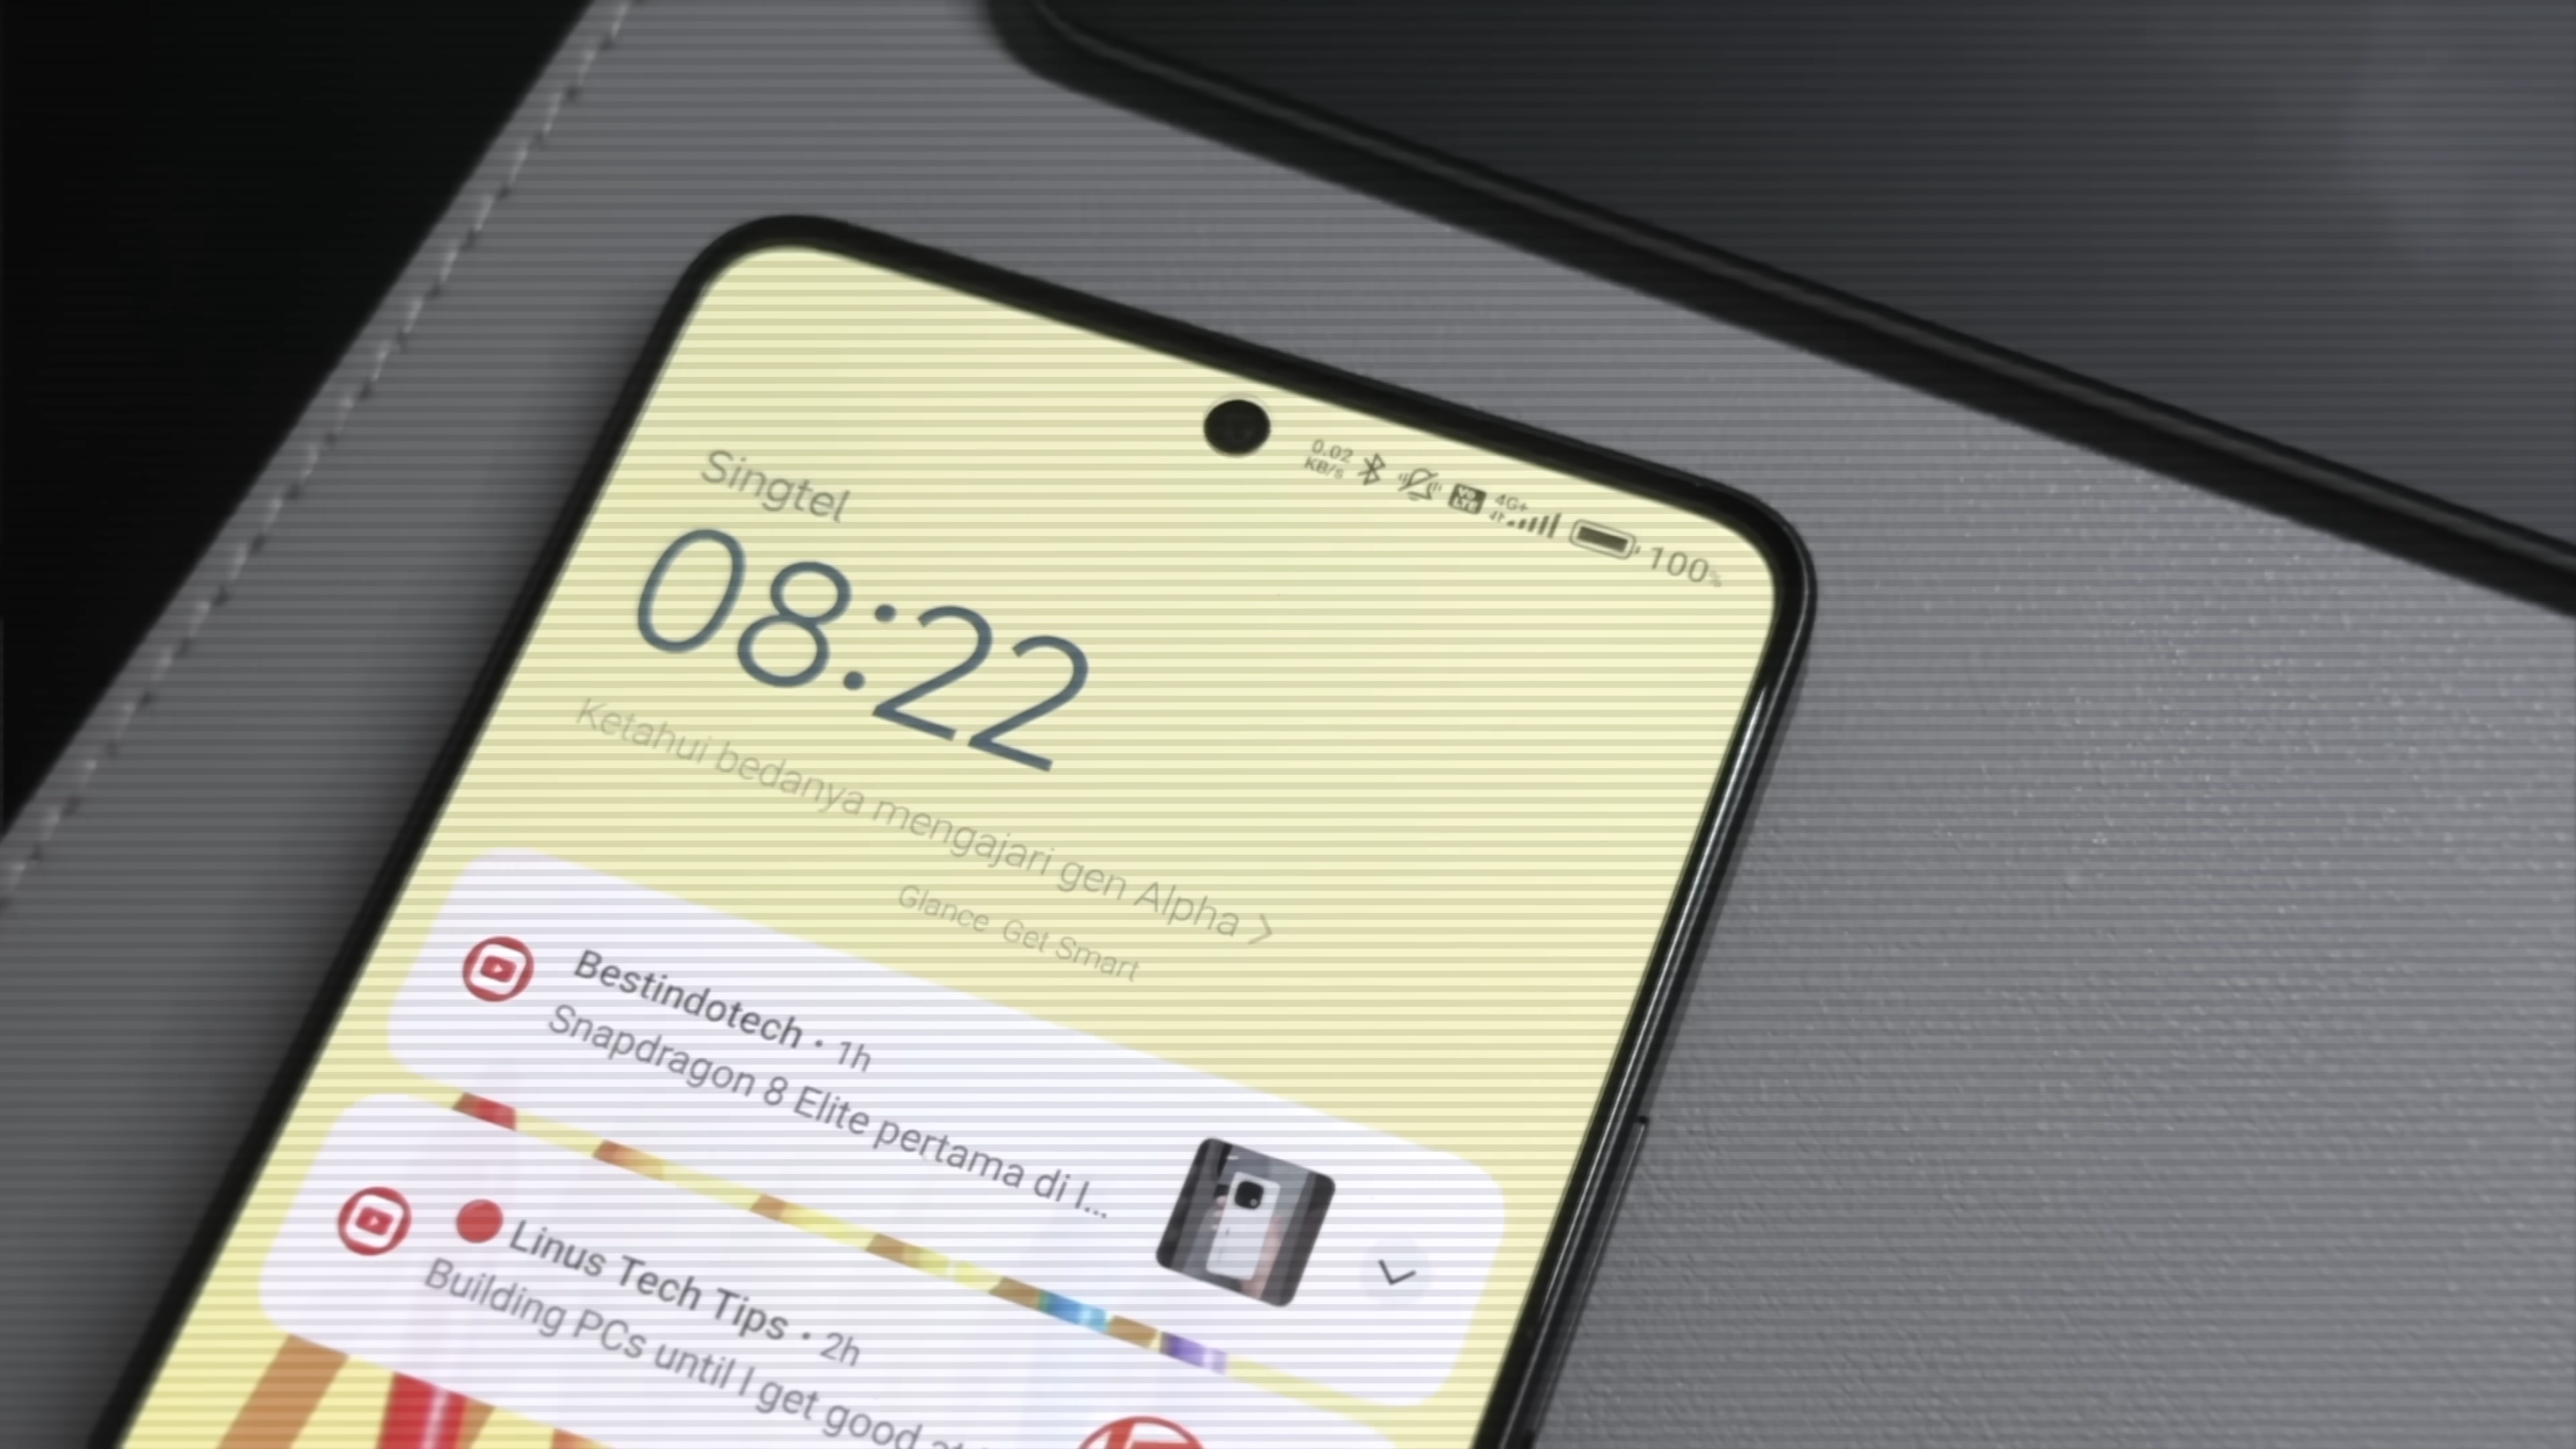 0.02
KB/s
Vo
4G+
100%
Singtel
08:22
Ketahui bedanya mengajari gen Alpha >
Glance Get Smart
Bestindotech • 1h
Snapdragon 8 Elite pertama di I...
Linus Tech Tips • 2h
Building PCs until I get good